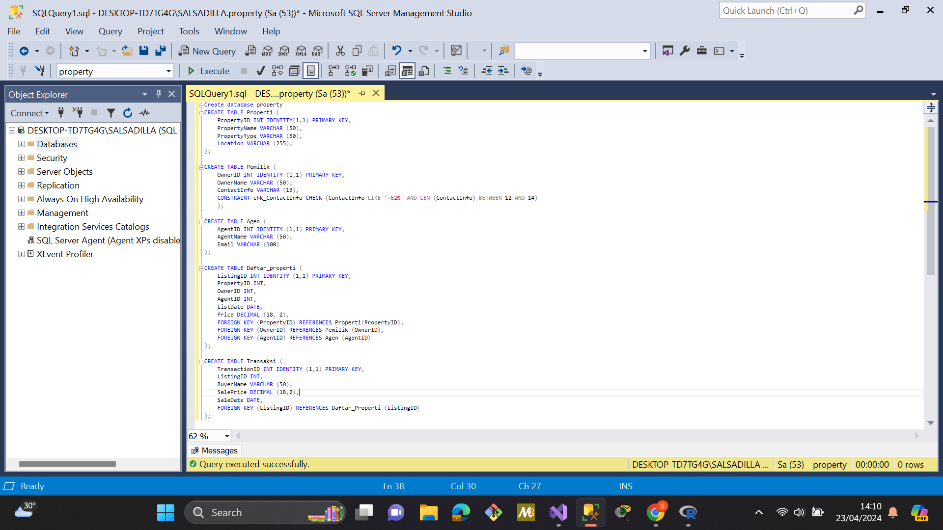 SQLQuery1.sql - DESKTOP-TD7TG4G\SALSADILLA.property (Sa (53))* - Microsoft SQL Server Management Studio
Quick Launch (Ctrl+Q)
File Edit View Query Project Tools Window Help
New Query
MDX DMX XMLA DAX
property
Execute
Object Explorer
SQLQuery1.sql DES....property (Sa (53))*
Connect
DESKTOP-TD7TG4G\SALSADILLA (SQL
Databases
Security
Server Objects
Replication
Always On High Availability
Management
Integration Services Catalogs
SQL Server Agent (Agent XPs disable
XEvent Profiler
Create database property
CREATE TABLE Properti (
PropertyID INT IDENTITY(1,1) PRIMARY KEY,
PropertyName VARCHAR (50),
PropertyType VARCHAR (50),
Location VARCHAR (255),
);
CREATE TABLE Pemilik (
OwnerID INT IDENTITY (1,1) PRIMARY KEY,
OwnerName VARCHAR (50),
ContactInfo VARCHAR (13),
CONSTRAINT chk_ContactInfo CHECK (ContactInfo LIKE '+62%' AND LEN (ContactInfo) BETWEEN 12 AND 14)
);
CREATE TABLE Agen (
AgentID INT IDENTITY (1,1) PRIMARY KEY,
AgentName VARCHAR (50),
Email VARCHAR (100)
);
CREATE TABLE Daftar_properti (
ListingID INT IDENTITY (1,1) PRIMARY KEY,
PropertyID INT,
OwnerID INT,
AgentID INT,
ListDate DATE,
Price DECIMAL (18, 2),
FOREIGN KEY (PropertyID) REFERENCES Properti(PropertyID),
FOREIGN KEY (OwnerID) REFERENCES Pemilik (OwnerID),
FOREIGN KEY (AgentID) REFERENCES Agen (AgentID)
);
CREATE TABLE Transaksi (
TransactionID INT IDENTITY (1,1) PRIMARY KEY,
ListingID INT,
BuyerName VARCHAR (50),
SalePrice DECIMAL (18,2),
SaleDate DATE,
FOREIGN KEY (ListingID) REFERENCES Daftar_Properti (ListingID)
);
62 %
Messages
Query executed successfully.
DESKTOP-TD7TG4G\SALSADILLA ... Sa (53) property 00:00:00 0 rows
Ready
Ln 38 Col 30 Ch 27 INS
30°
Search
14:10
23/04/2024